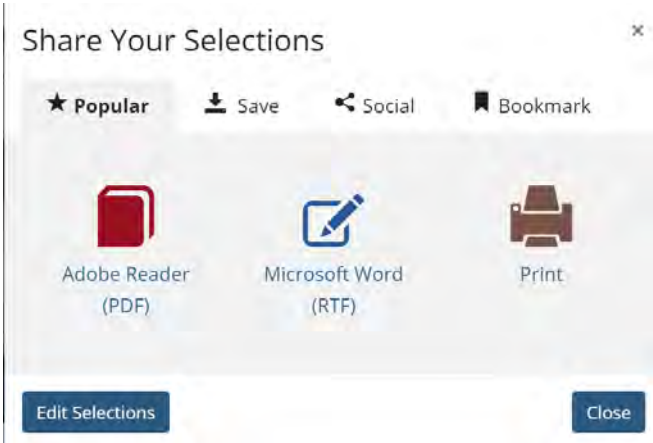 Share Your Selections ×
Popular Save Social Bookmark
Adobe Reader (PDF)
Microsoft Word (RTF)
Print
Edit Selections Close